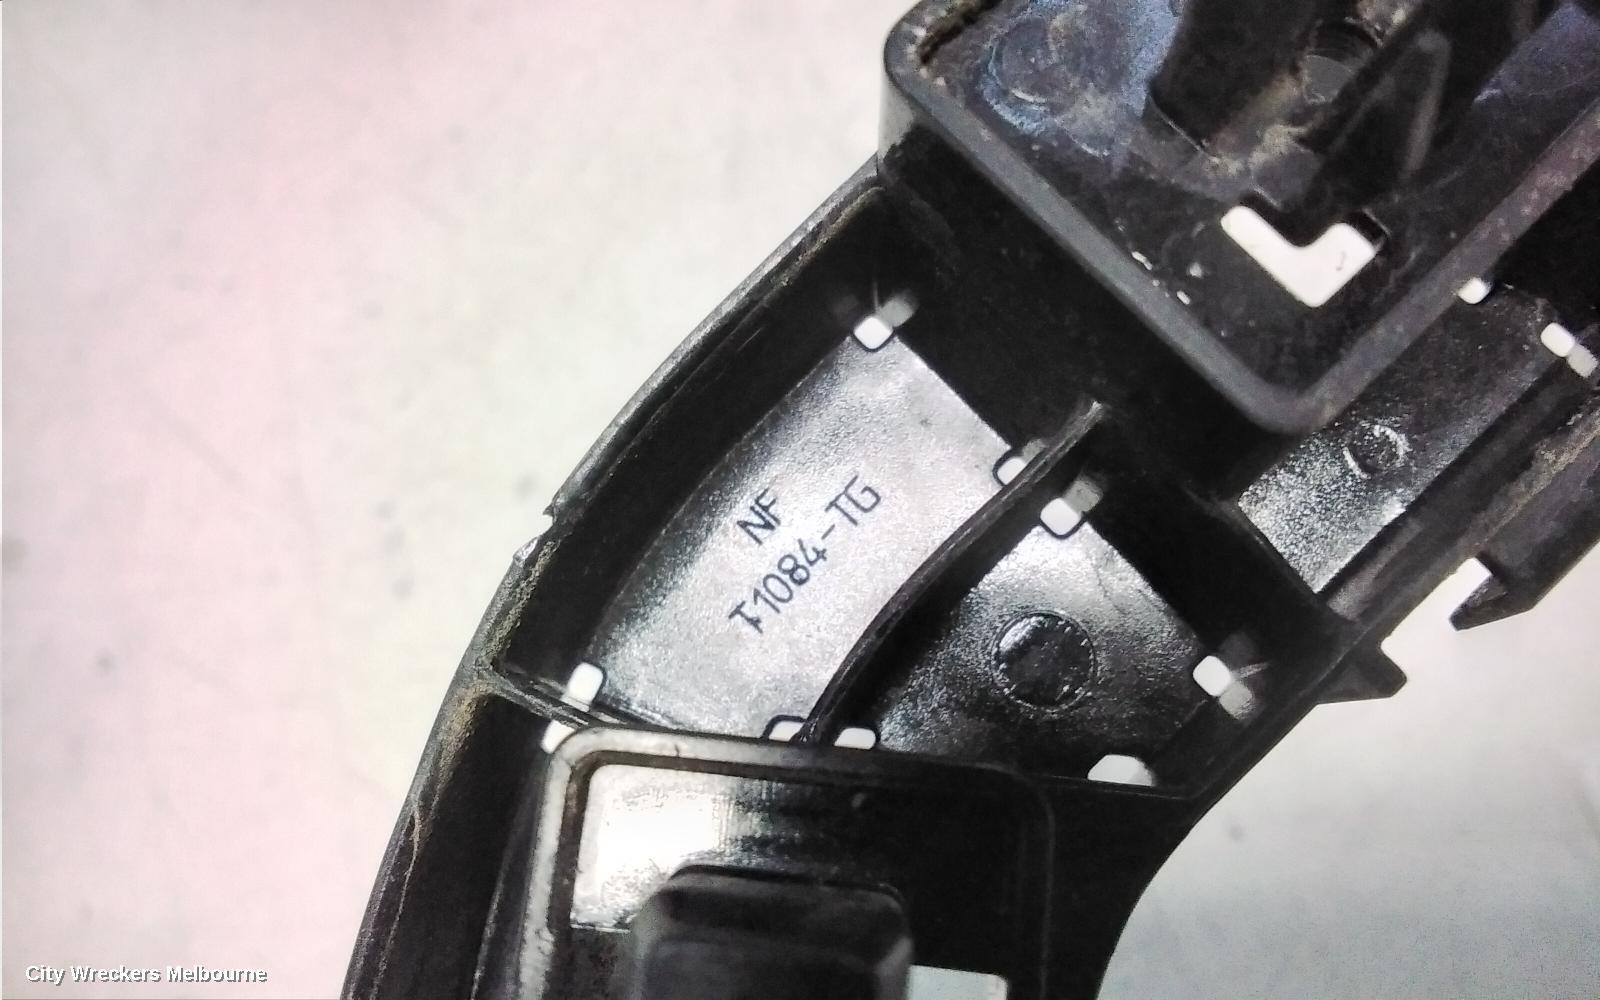 NF
T1084-TG
City Wreckers Melbourne